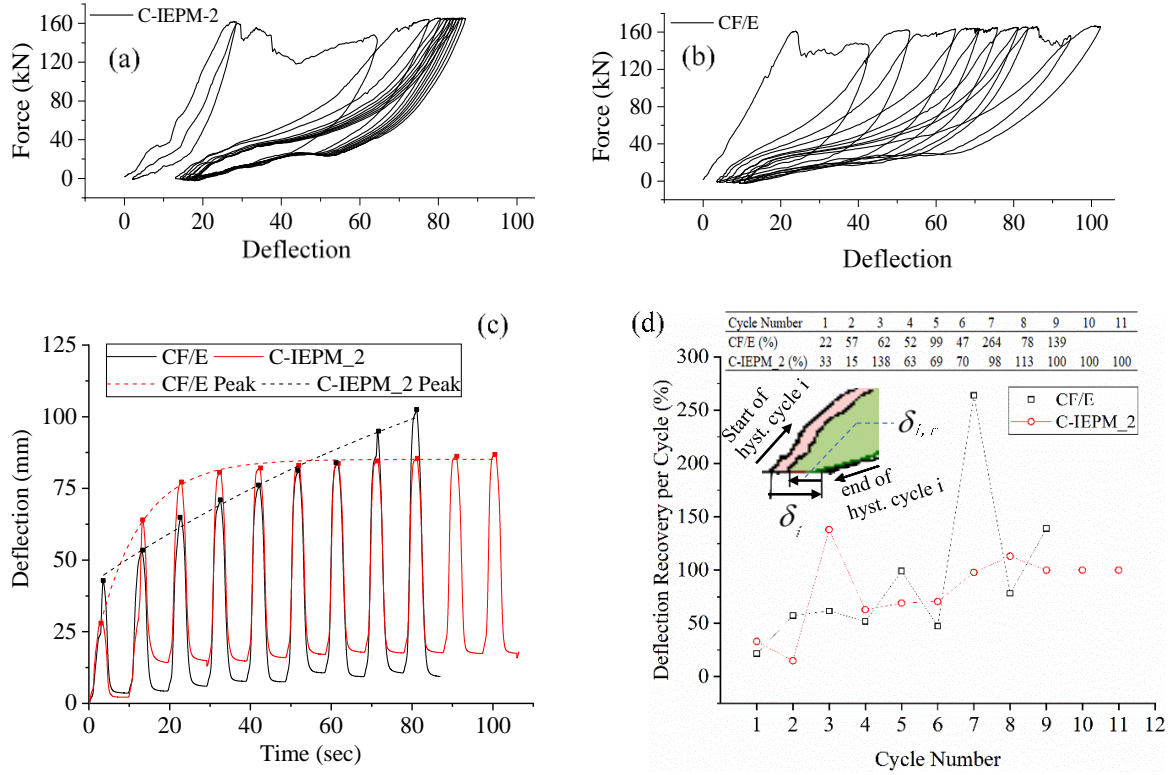 C-IEPM-2
(a)
160
120
80
40
0
Force (kN)
0 20 40 60 80 100
Deflection
CF/E
(b)
160
120
80
40
0
Force (kN)
0 20 40 60 80 100
Deflection
(c)
CF/E C-IEPM_2
CF/E Peak C-IEPM_2 Peak
125
100
75
50
25
0
Deflection (mm)
0 20 40 60 80 100
Time (sec)
(d)
Cycle Number 1 2 3 4 5 6 7 8 9 10 11
CF/E (%) 22 57 62 52 99 47 264 78 139
C-IEPM_2 (%) 33 15 138 63 69 70 98 113 100 100 100
CF/E
C-IEPM_2
Start of
hyst. cycle i
δi,r
end of
hyst. cycle i
δi
300
250
200
150
100
50
0
Deflection Recovery per Cycle (%)
1 2 3 4 5 6 7 8 9 10 11 12
Cycle Number